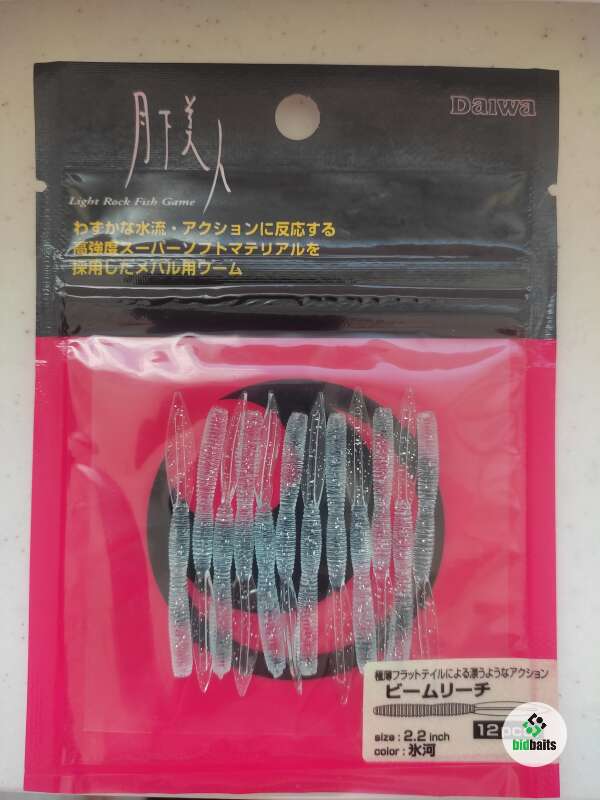 Daiwa
月下美人
Light Rock Fish Game
わずかな水流・アクションに反応する
高強度スーパーソフトマテリアルを
採用したメバル用ワーム
極薄フラットテイルによる漂うようなアクション
ビームリーチ
size : 2.2 inch
12pc
color : 氷河
bidbaits